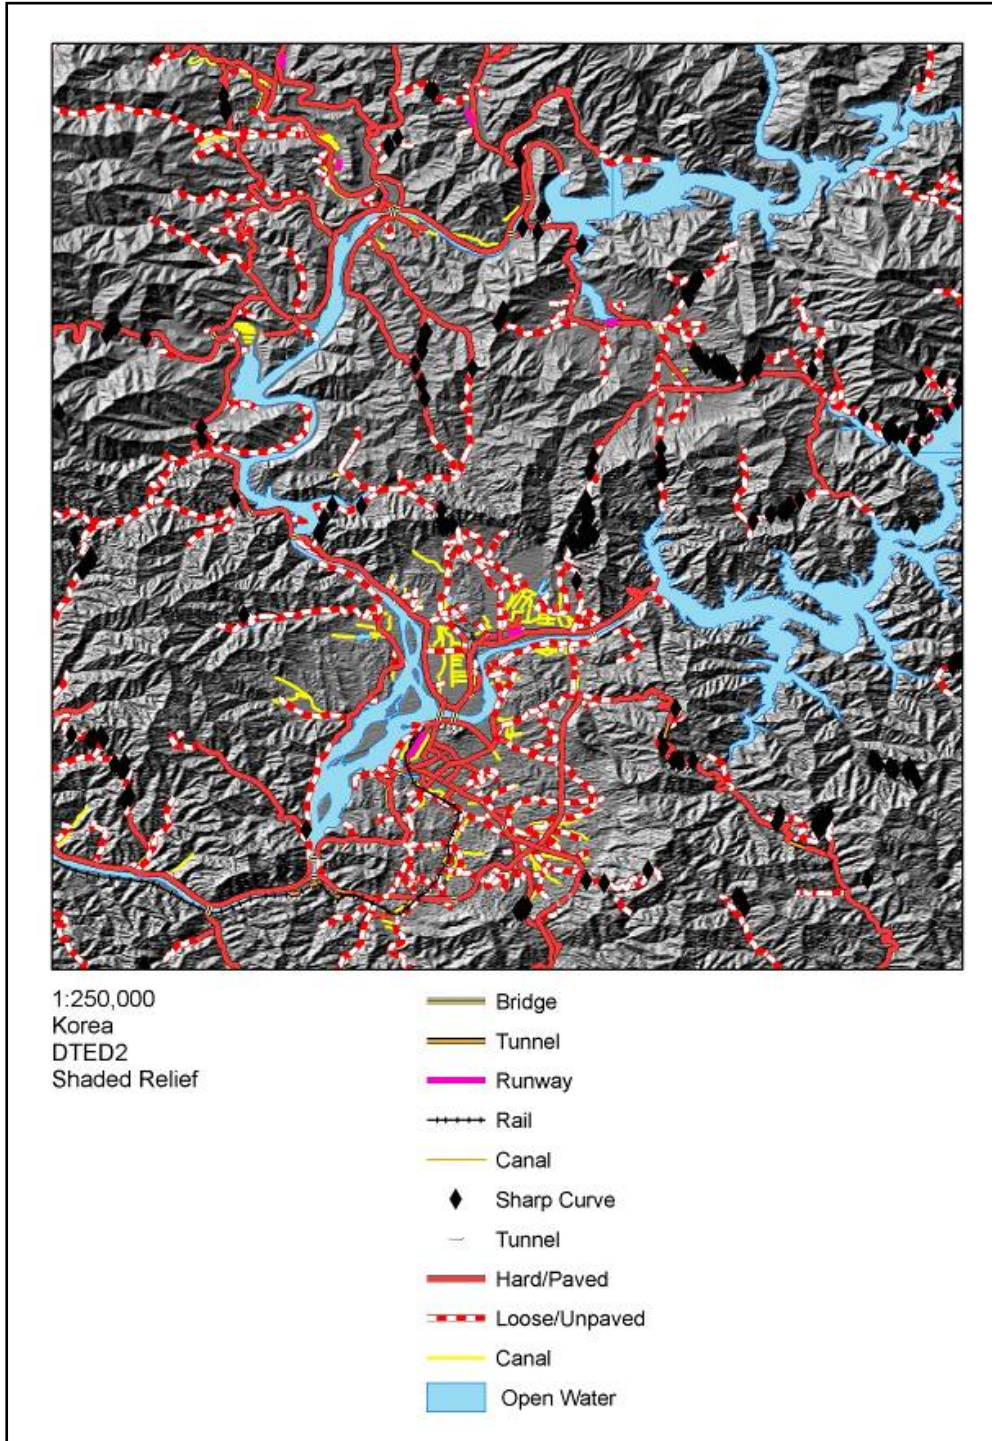 1:250,000
Korea
DTED2
Shaded Relief
Bridge
Tunnel
Runway
Rail
Canal
Sharp Curve
Tunnel
Hard/Paved
Loose/Unpaved
Canal
Open Water